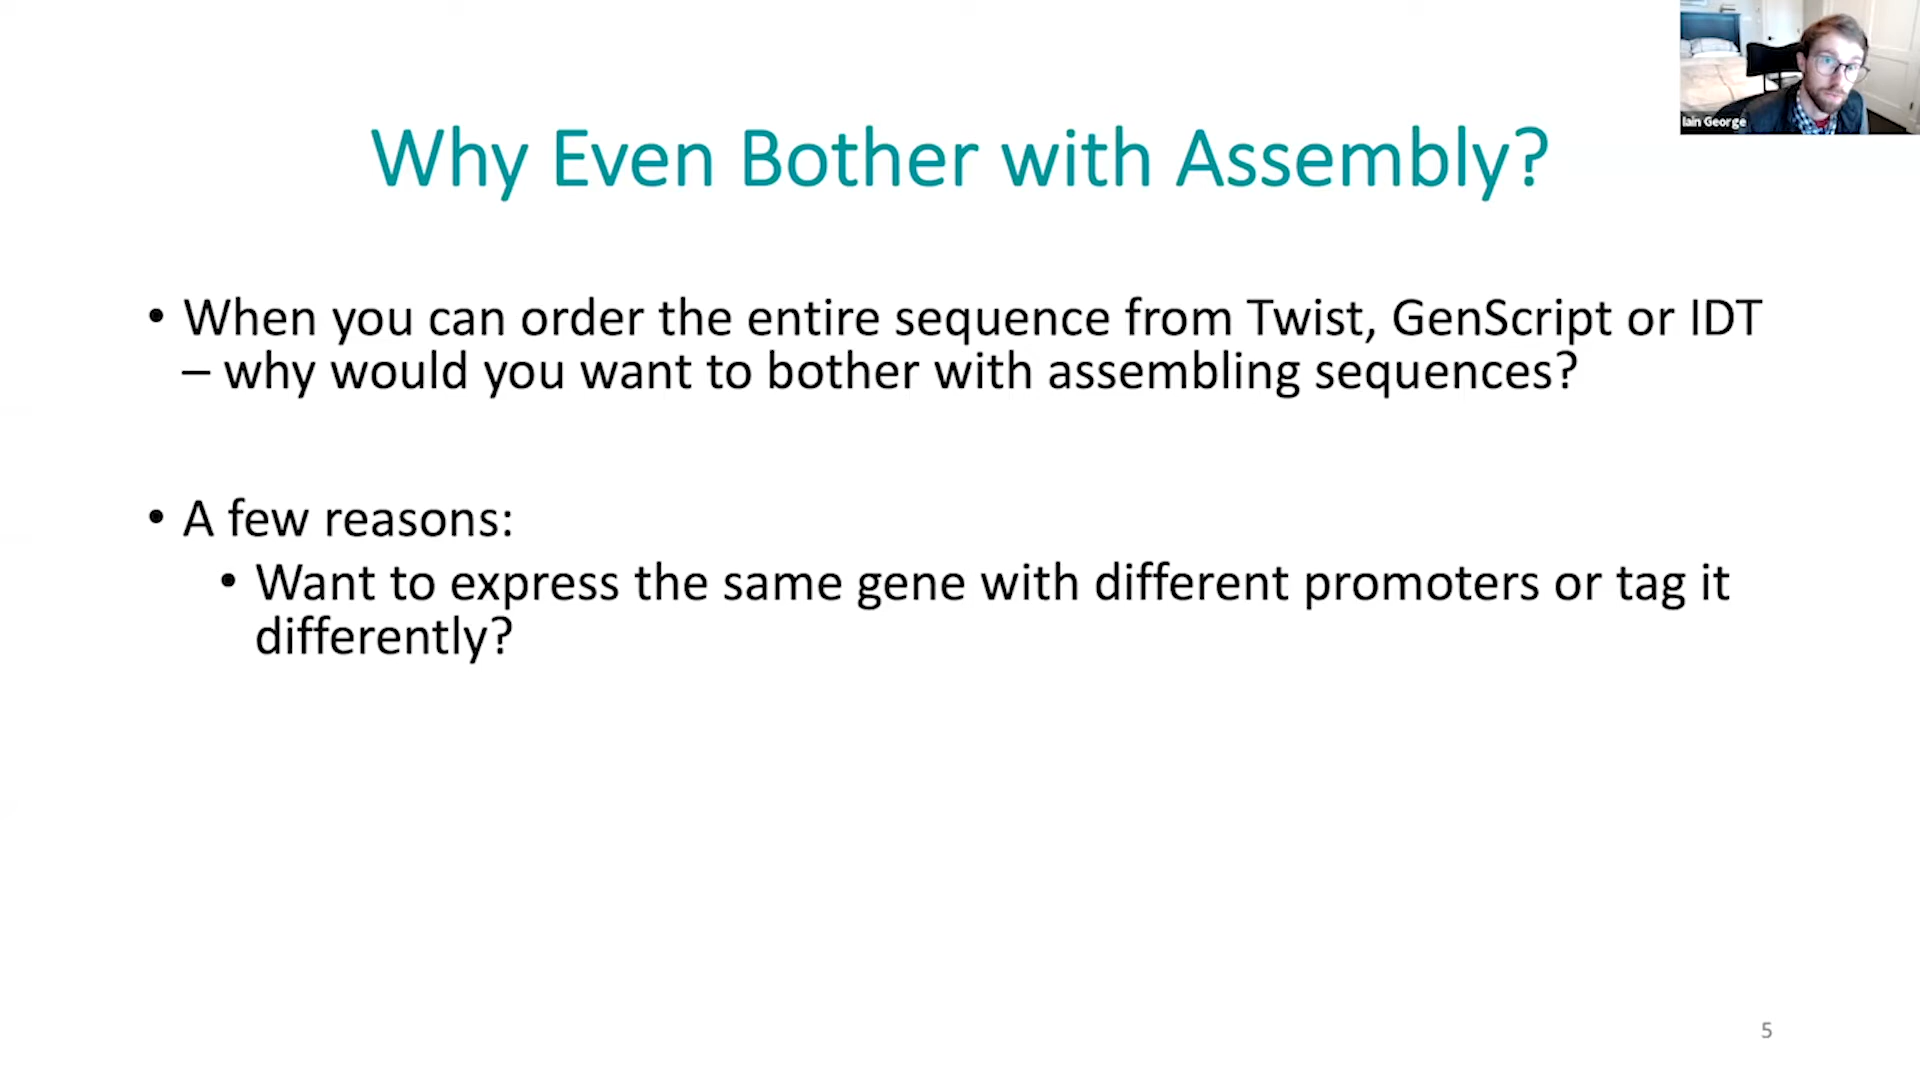 Iain George
Why Even Bother with Assembly?
• When you can order the entire sequence from Twist, GenScript or IDT
– why would you want to bother with assembling sequences?
• A few reasons:
• Want to express the same gene with different promoters or tag it
differently?
5